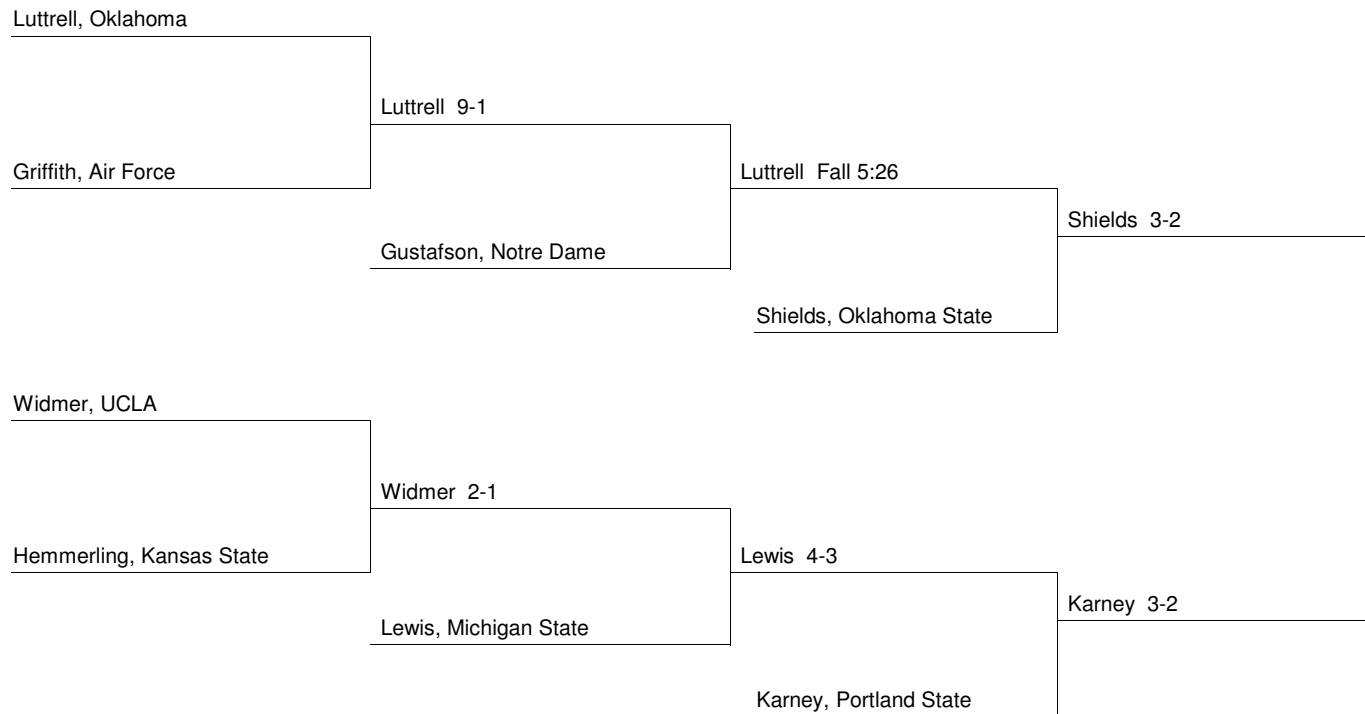 Luttrell, Oklahoma
Luttrell  9-1
Griffith, Air Force
Luttrell  Fall 5:26
Shields  3-2
Gustafson, Notre Dame
Shields, Oklahoma State
Widmer, UCLA
Widmer  2-1
Hemmerling, Kansas State
Lewis  4-3
Karney  3-2
Lewis, Michigan State
Karney, Portland State